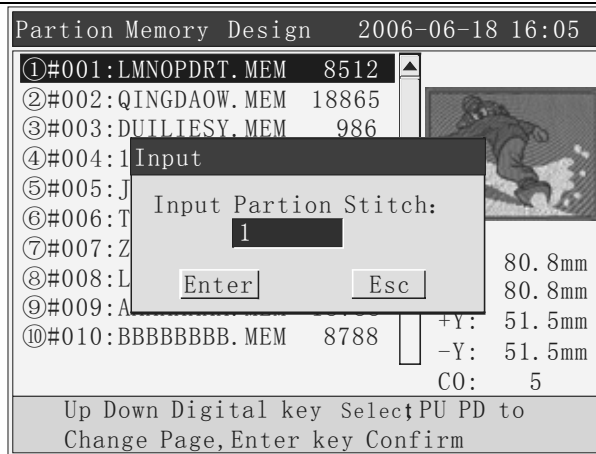 Partion Memory Design 2006-06-18 16:05
①#001:LMNOPDRT.MEM 8512
②#002:QINGDAOW.MEM 18865
③#003:DUILIESY.MEM 986
④#004:1
⑤#005:J
⑥#006:T
⑦#007:Z
⑧#008:L
⑨#009:A
⑩#010:BBBBBBBB.MEM 8788
Input
Input Partion Stitch:
1
Enter Esc
80.8mm
80.8mm
+Y: 51.5mm
-Y: 51.5mm
CO: 5
Up Down Digital key Select,PU PD to
Change Page,Enter key Confirm